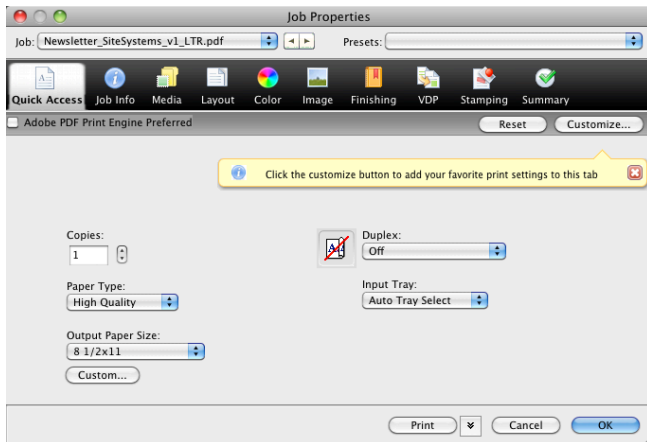 Job Properties
Job: Newsletter_SiteSystems_v1_LTR.pdf Presets:
Quick Access Job Info Media Layout Color Image Finishing VDP Stamping Summary
Adobe PDF Print Engine Preferred Reset Customize...
Click the customize button to add your favorite print settings to this tab
Copies:
1
Duplex:
Off
Paper Type:
High Quality
Input Tray:
Auto Tray Select
Output Paper Size:
8 1/2x11
Custom...
Print Cancel OK